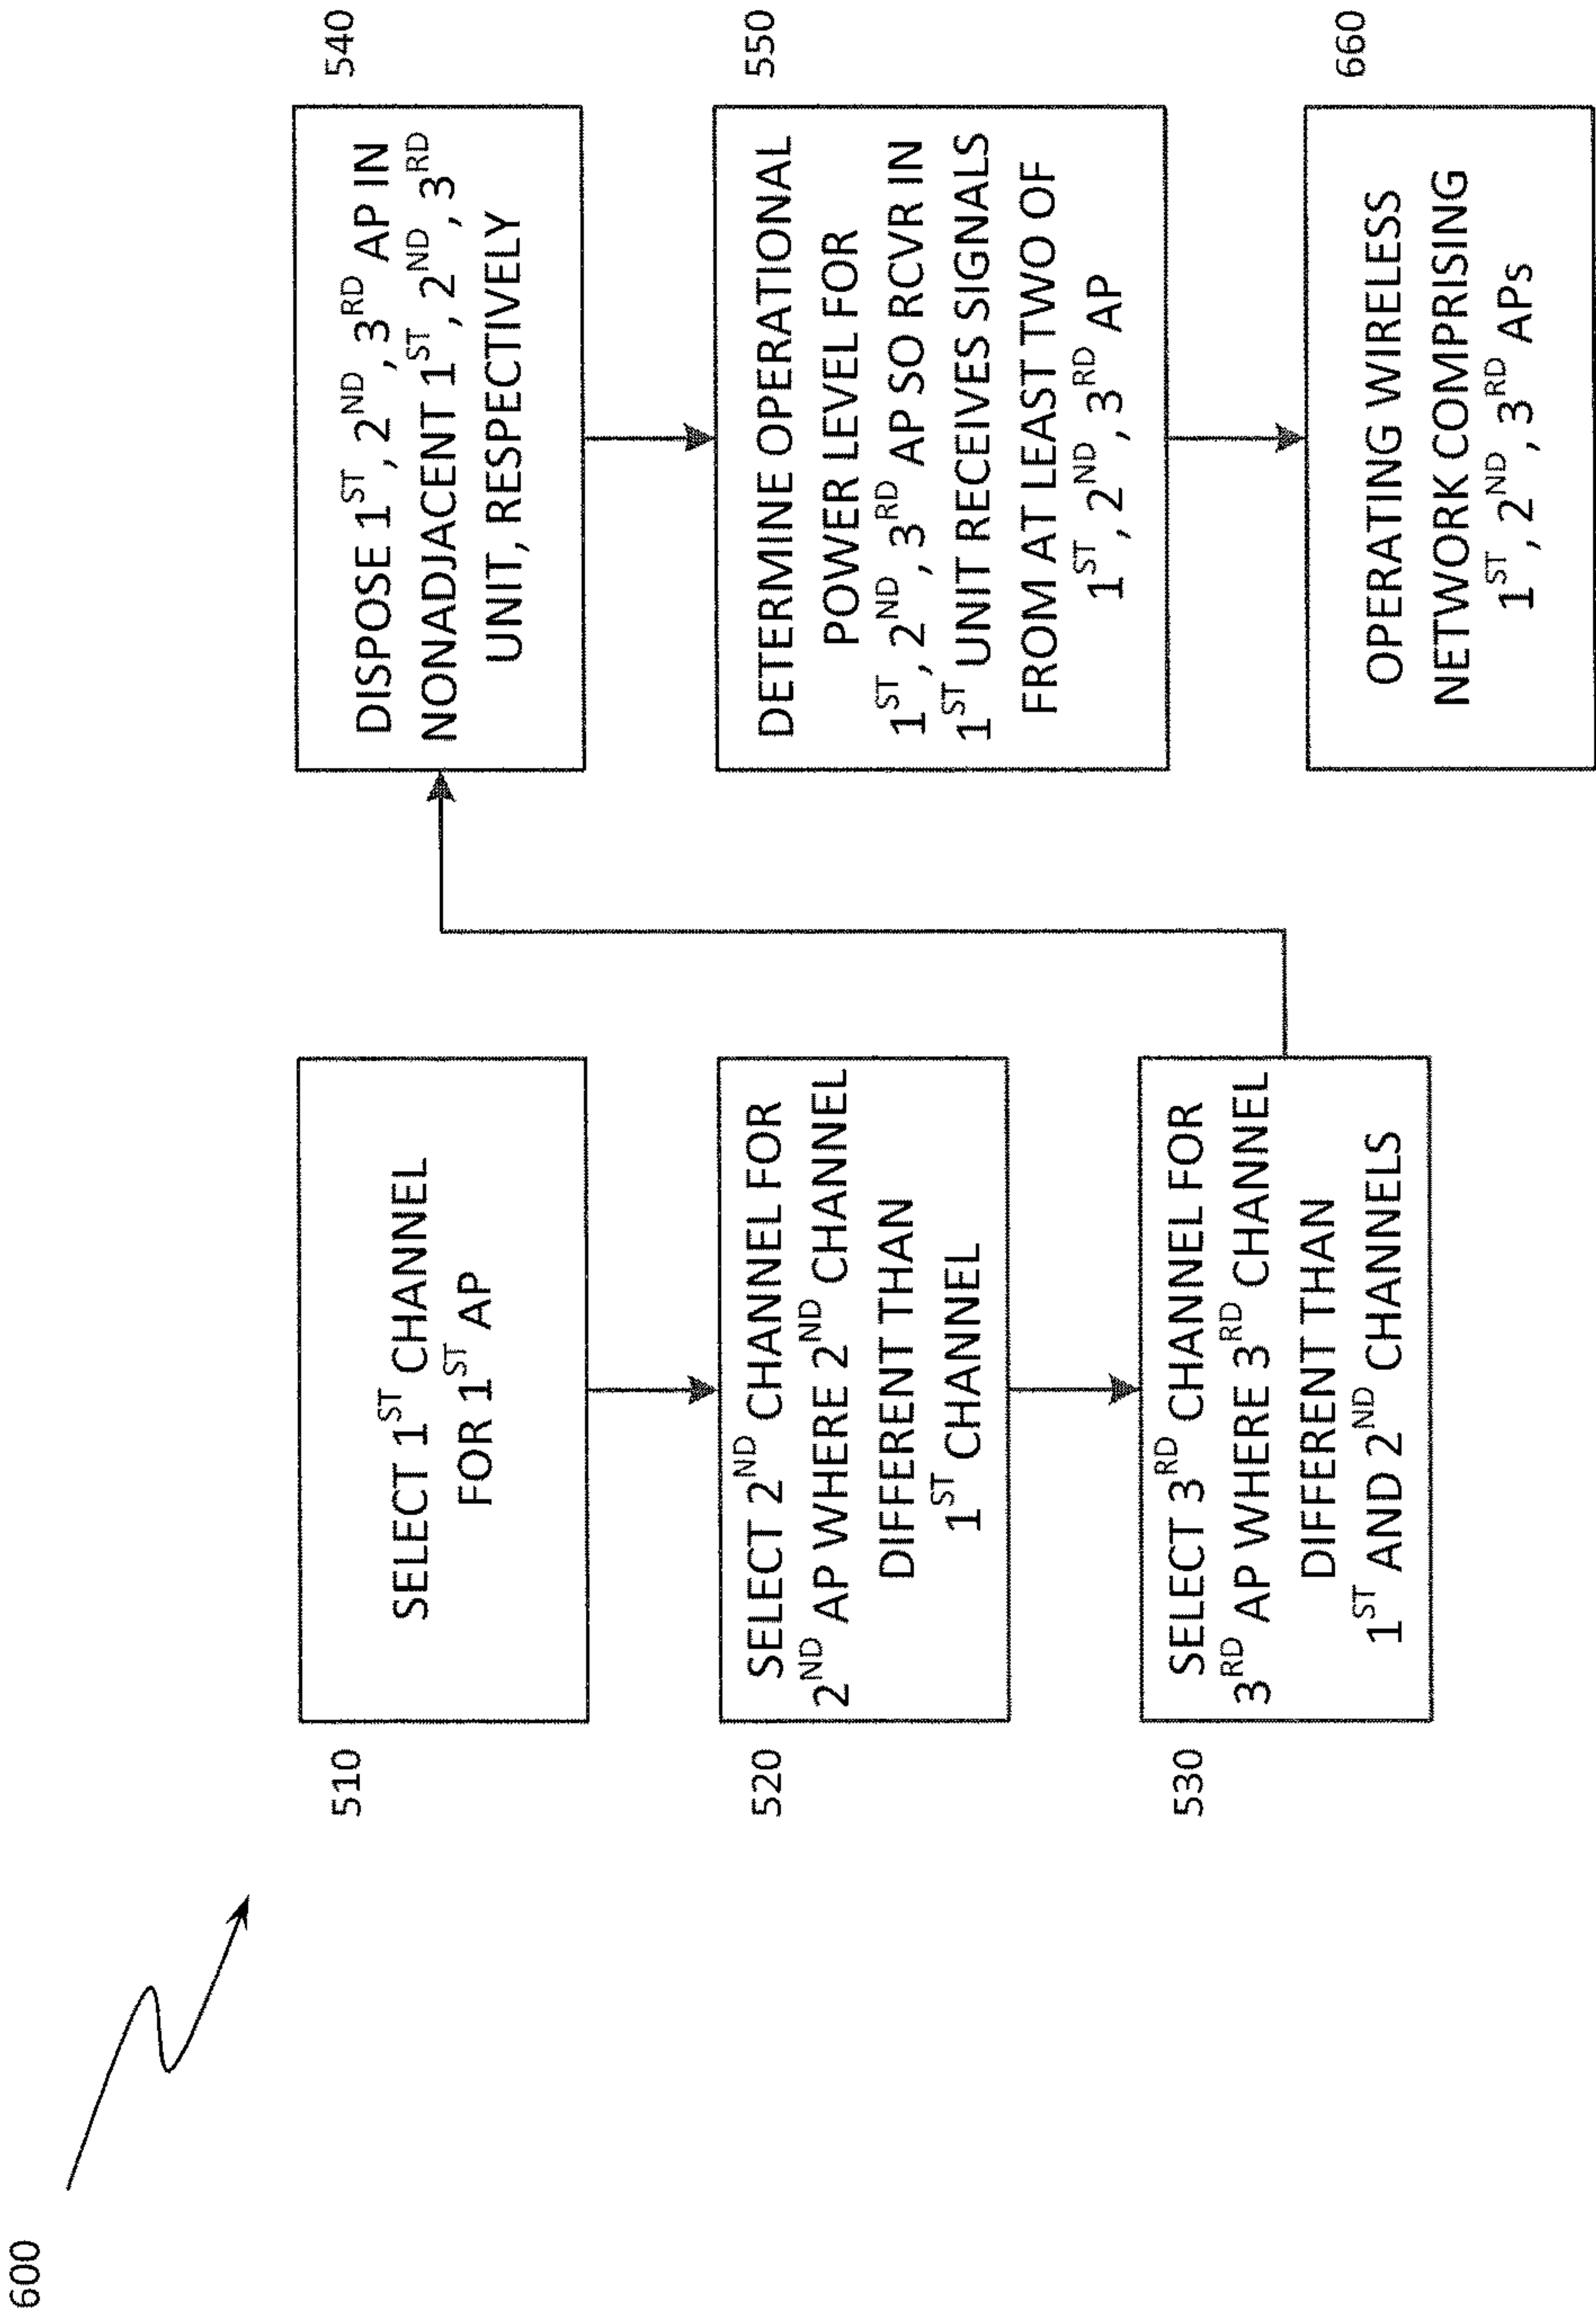 600
510
SELECT 1ST CHANNEL
FOR 1ST AP
520
SELECT 2ND CHANNEL FOR
2ND AP WHERE 2ND CHANNEL
DIFFERENT THAN
1ST CHANNEL
530
SELECT 3RD CHANNEL FOR
3RD AP WHERE 3RD CHANNEL
DIFFERENT THAN
1ST AND 2ND CHANNELS
540
DISPOSE 1ST, 2ND, 3RD AP IN
NONADJACENT 1ST, 2ND, 3RD
UNIT, RESPECTIVELY
550
DETERMINE OPERATIONAL
POWER LEVEL FOR
1ST, 2ND, 3RD AP SO RCVR IN
1ST UNIT RECEIVES SIGNALS
FROM AT LEAST TWO OF
1ST, 2ND, 3RD AP
660
OPERATING WIRELESS
NETWORK COMPRISING
1ST, 2ND, 3RD APs